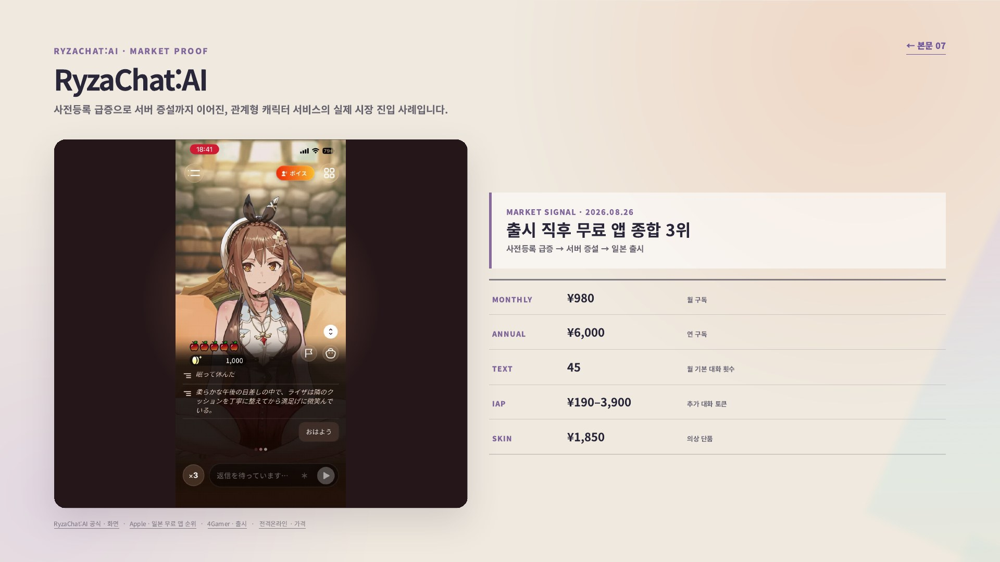 RYZACHAT:AI · MARKET PROOF
← 본문 07
RyzaChat:AI
사전등록 급증으로 서버 증설까지 이어진, 관계형 캐릭터 서비스의 실제 시장 진입 사례입니다.
18:41
79
ボイス
1,000
眠って休んだ
柔らかな午後の日差しの中で、ライザは隣のク
ッションを丁寧に整えてから満足げに微笑んで
いる。
おはよう
×3
返信を待っています…
MARKET SIGNAL · 2026.08.26
출시 직후 무료 앱 종합 3위
사전등록 급증 → 서버 증설 → 일본 출시
MONTHLY ¥980 월 구독
ANNUAL ¥6,000 연 구독
TEXT 45 월 기본 대화 횟수
IAP ¥190–3,900 추가 대화 토큰
SKIN ¥1,850 의상 단품
RyzaChat:AI 공식 · 화면 · Apple · 일본 무료 앱 순위 · 4Gamer · 출시 · 전격온라인 · 가격